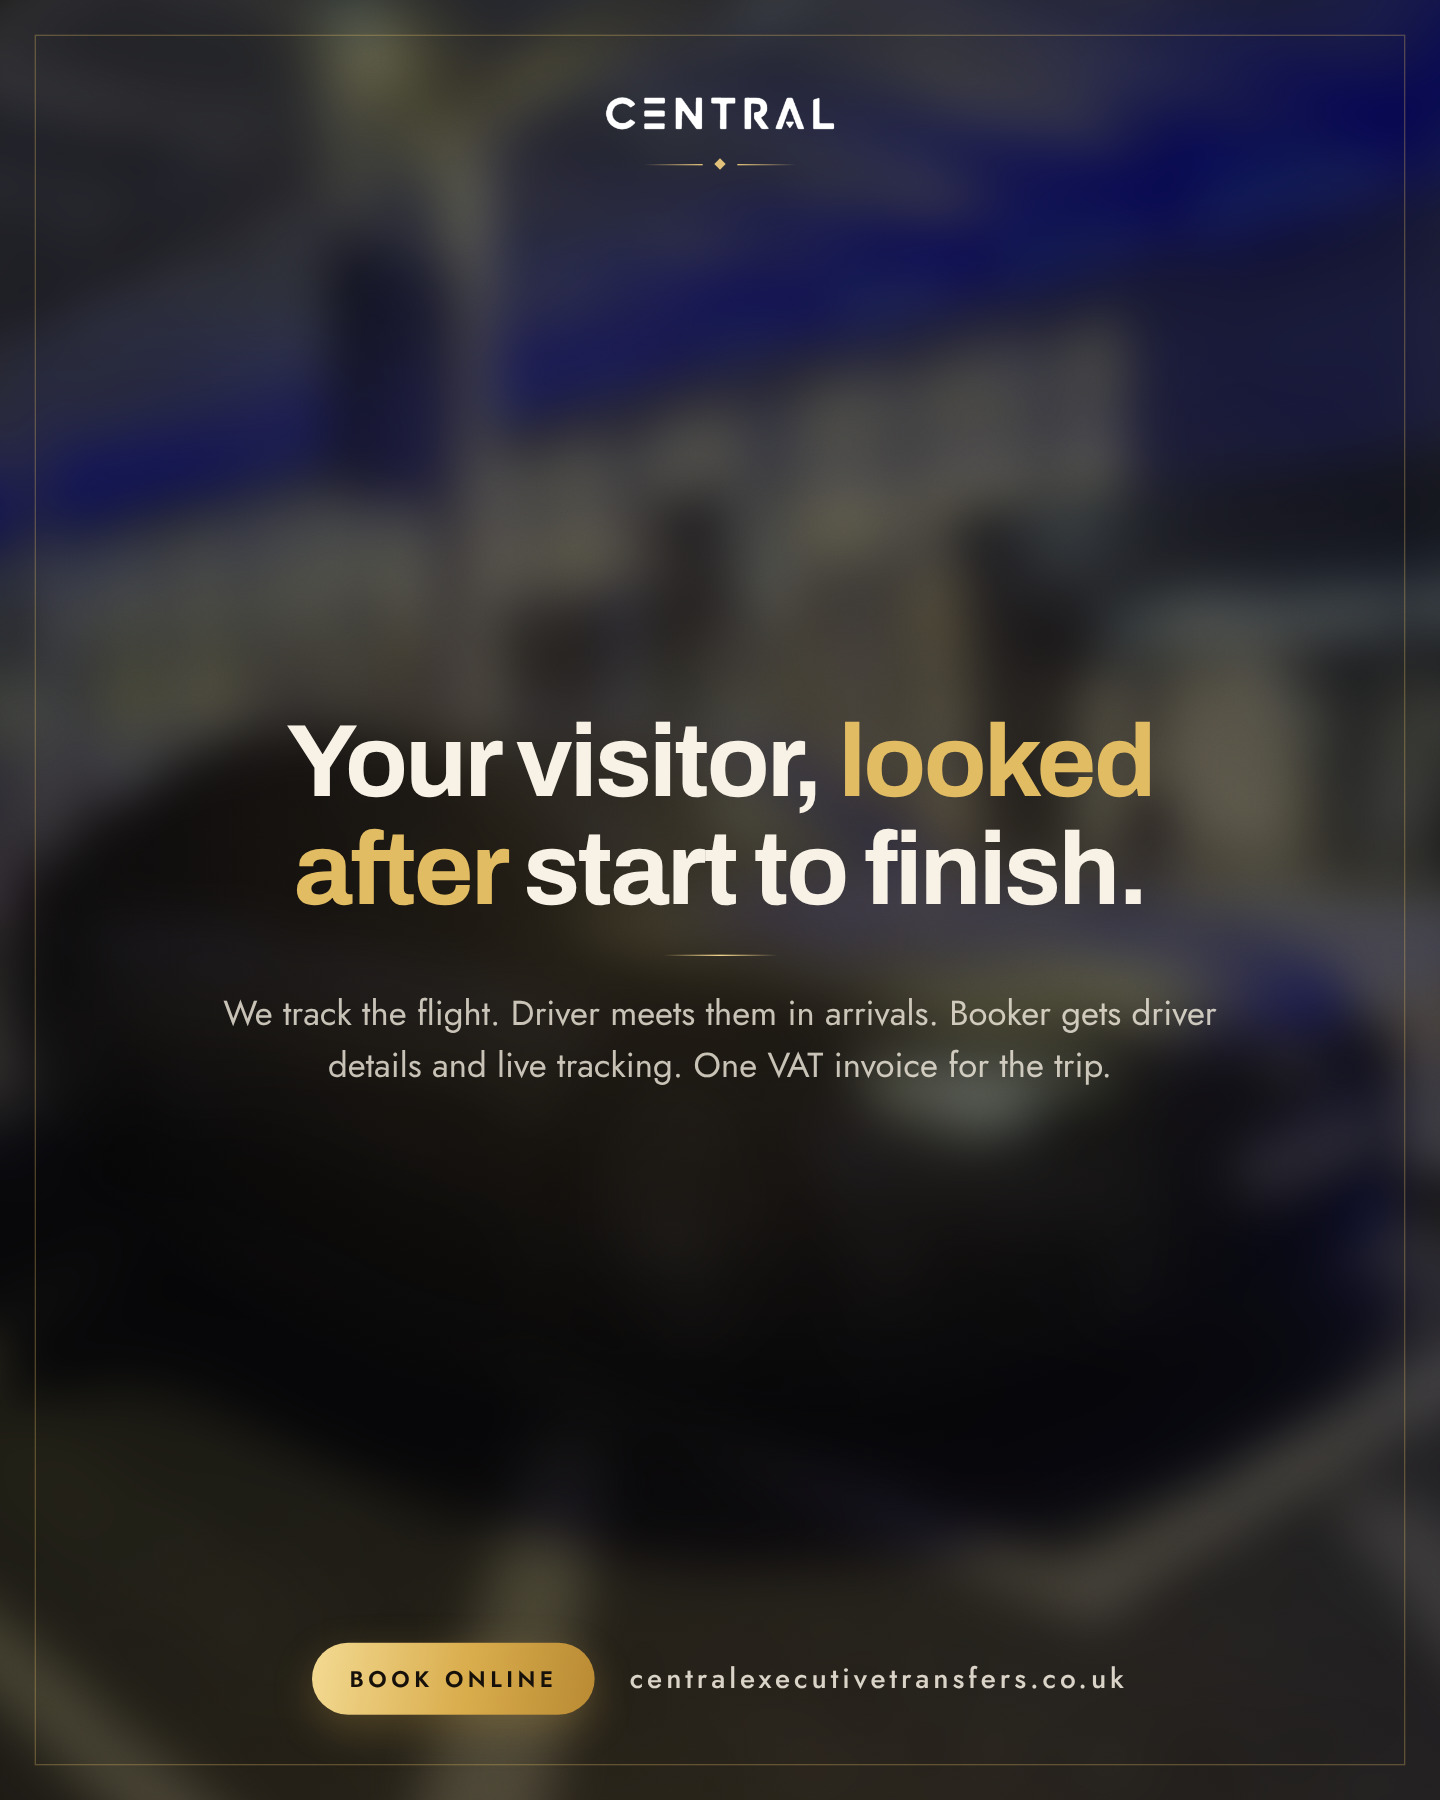 CENTRAL
Your visitor, looked
after start to finish.
We track the flight. Driver meets them in arrivals. Booker gets driver
details and live tracking. One VAT invoice for the trip.
BOOK ONLINE
centralexecutivetransfers.co.uk